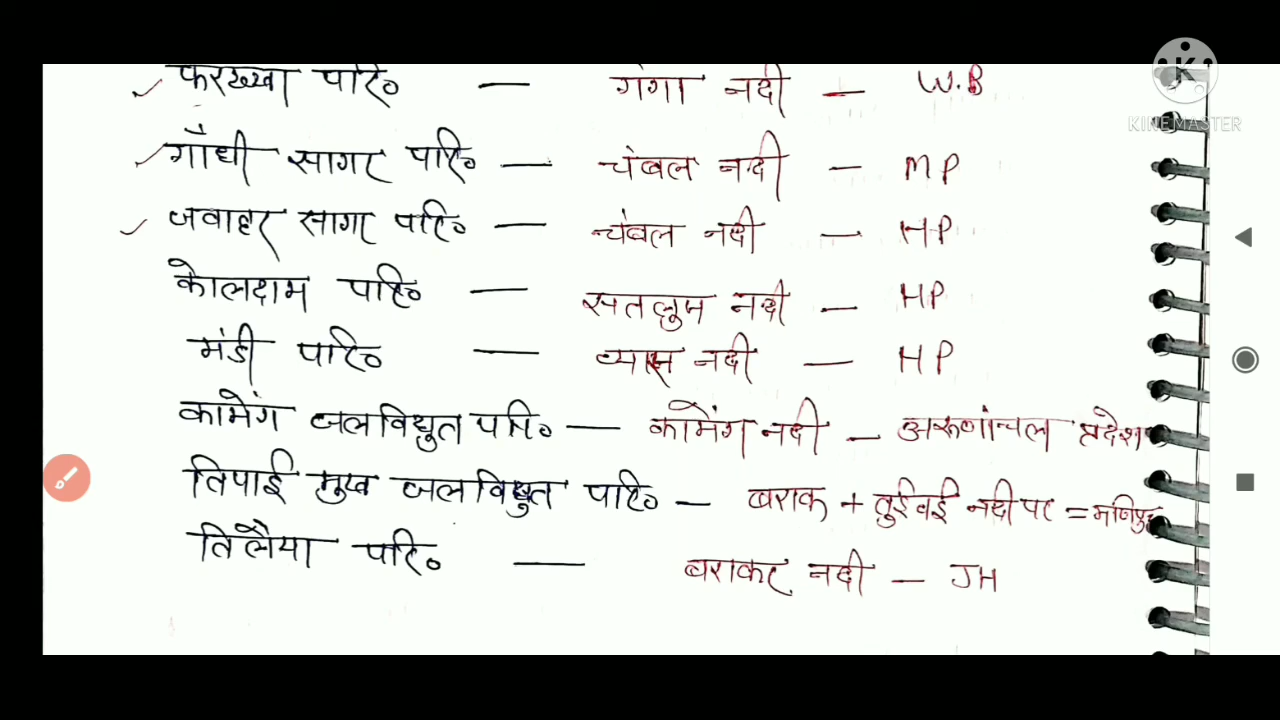 फरख्खा परि० — गंगा नदी — W.B
KINEMASTER
गाँधी सागर परि० — चंबल नदी — MP
जवाहर सागर परि० — चंबल नदी — HP
कोलदाम परि० — सतलुज नदी — HP
मंडी परि० — व्यास नदी — HP
कामेंग जलविद्युत परि० — कामेंग नदी — अरूणांचल प्रदेश
तिपाई मुख जलविद्युत परि० — बराक + तुईवई नदी पर = मणिपुर
तिलैया परि० — बराकर नदी — JH